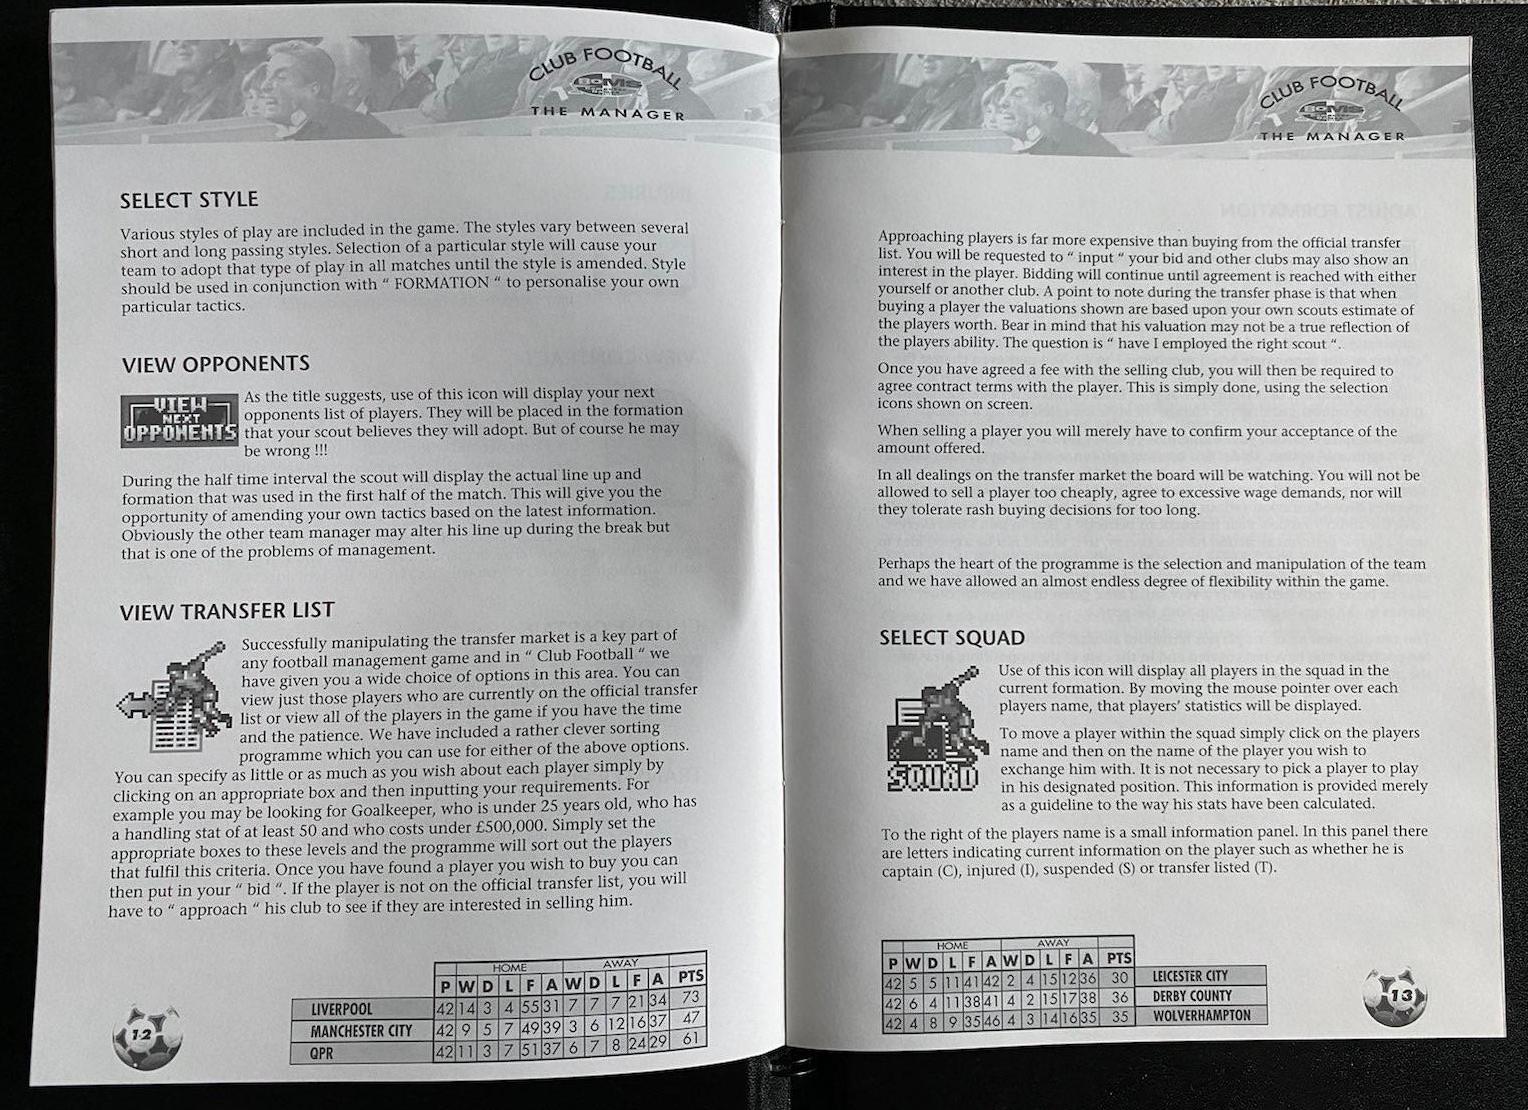 CLUB FOOTBALL
THE MANAGER
SELECT STYLE
Various styles of play are included in the game. The styles vary between several
short and long passing styles. Selection of a particular style will cause your
team to adopt that type of play in all matches until the style is amended. Style
should be used in conjunction with “ FORMATION “ to personalise your own
particular tactics.
VIEW OPPONENTS
VIEW
NEXT
OPPONENTS
As the title suggests, use of this icon will display your next
opponents list of players. They will be placed in the formation
that your scout believes they will adopt. But of course he may
be wrong !!!
During the half time interval the scout will display the actual line up and
formation that was used in the first half of the match. This will give you the
opportunity of amending your own tactics based on the latest information.
Obviously the other team manager may alter his line up during the break but
that is one of the problems of management.
VIEW TRANSFER LIST
Successfully manipulating the transfer market is a key part of
any football management game and in “ Club Football “ we
have given you a wide choice of options in this area. You can
view just those players who are currently on the official transfer
list or view all of the players in the game if you have the time
and the patience. We have included a rather clever sorting
programme which you can use for either of the above options.
You can specify as little or as much as you wish about each player simply by
clicking on an appropriate box and then inputting your requirements. For
example you may be looking for Goalkeeper, who is under 25 years old, who has
a handling stat of at least 50 and who costs under £500,000. Simply set the
appropriate boxes to these levels and the programme will sort out the players
that fulfil this criteria. Once you have found a player you wish to buy you can
then put in your “ bid “. If the player is not on the official transfer list, you will
have to “ approach “ his club to see if they are interested in selling him.
HOME AWAY
P W D L F A W D L F A PTS
LIVERPOOL 42 14 3 4 55 31 7 7 7 21 34 73
MANCHESTER CITY 42 9 5 7 49 39 3 6 12 16 37 47
QPR 42 11 3 7 51 37 6 7 8 24 29 61
12
CLUB FOOTBALL
THE MANAGER
Approaching players is far more expensive than buying from the official transfer
list. You will be requested to “ input “ your bid and other clubs may also show an
interest in the player. Bidding will continue until agreement is reached with either
yourself or another club. A point to note during the transfer phase is that when
buying a player the valuations shown are based upon your own scouts estimate of
the players worth. Bear in mind that his valuation may not be a true reflection of
the players ability. The question is “ have I employed the right scout “.
Once you have agreed a fee with the selling club, you will then be required to
agree contract terms with the player. This is simply done, using the selection
icons shown on screen.
When selling a player you will merely have to confirm your acceptance of the
amount offered.
In all dealings on the transfer market the board will be watching. You will not be
allowed to sell a player too cheaply, agree to excessive wage demands, nor will
they tolerate rash buying decisions for too long.
Perhaps the heart of the programme is the selection and manipulation of the team
and we have allowed an almost endless degree of flexibility within the game.
SELECT SQUAD
SQUAD
Use of this icon will display all players in the squad in the
current formation. By moving the mouse pointer over each
players name, that players’ statistics will be displayed.
To move a player within the squad simply click on the players
name and then on the name of the player you wish to
exchange him with. It is not necessary to pick a player to play
in his designated position. This information is provided merely
as a guideline to the way his stats have been calculated.
To the right of the players name is a small information panel. In this panel there
are letters indicating current information on the player such as whether he is
captain (C), injured (I), suspended (S) or transfer listed (T).
HOME AWAY
P W D L F A W D L F A PTS
42 5 5 11 41 42 2 4 15 12 36 30 LEICESTER CITY
42 6 4 11 38 41 4 2 15 17 38 36 DERBY COUNTY
42 4 8 9 35 46 4 3 14 16 35 35 WOLVERHAMPTON
13